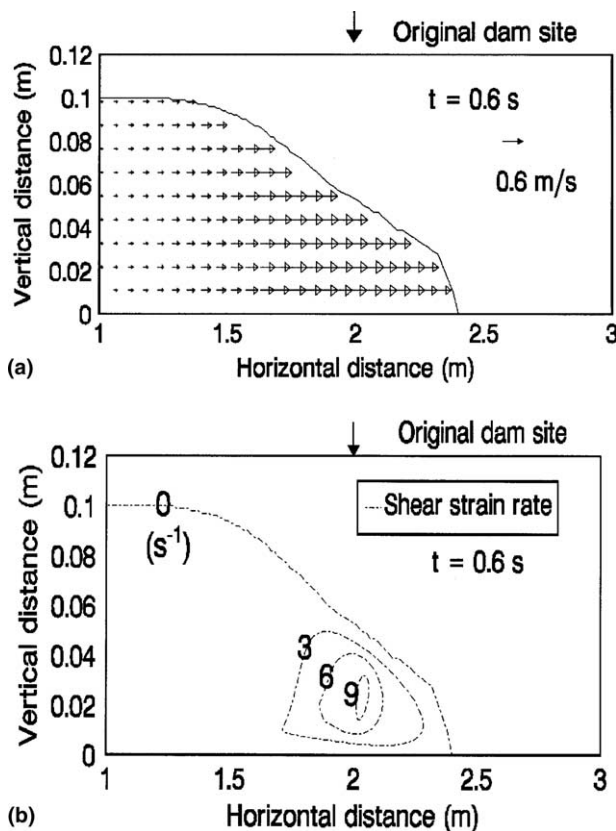 Original dam site
0.12
0.1
0.08
0.06
0.04
0.02
0
Vertical distance (m)
t = 0.6 s
0.6 m/s
1 1.5 2 2.5 3
Horizontal distance (m)
(a)
Original dam site
0.12
0.1
0.08
0.06
0.04
0.02
0
Vertical distance (m)
0
(s⁻¹)
Shear strain rate
t = 0.6 s
3
6
9
1 1.5 2 2.5 3
Horizontal distance (m)
(b)